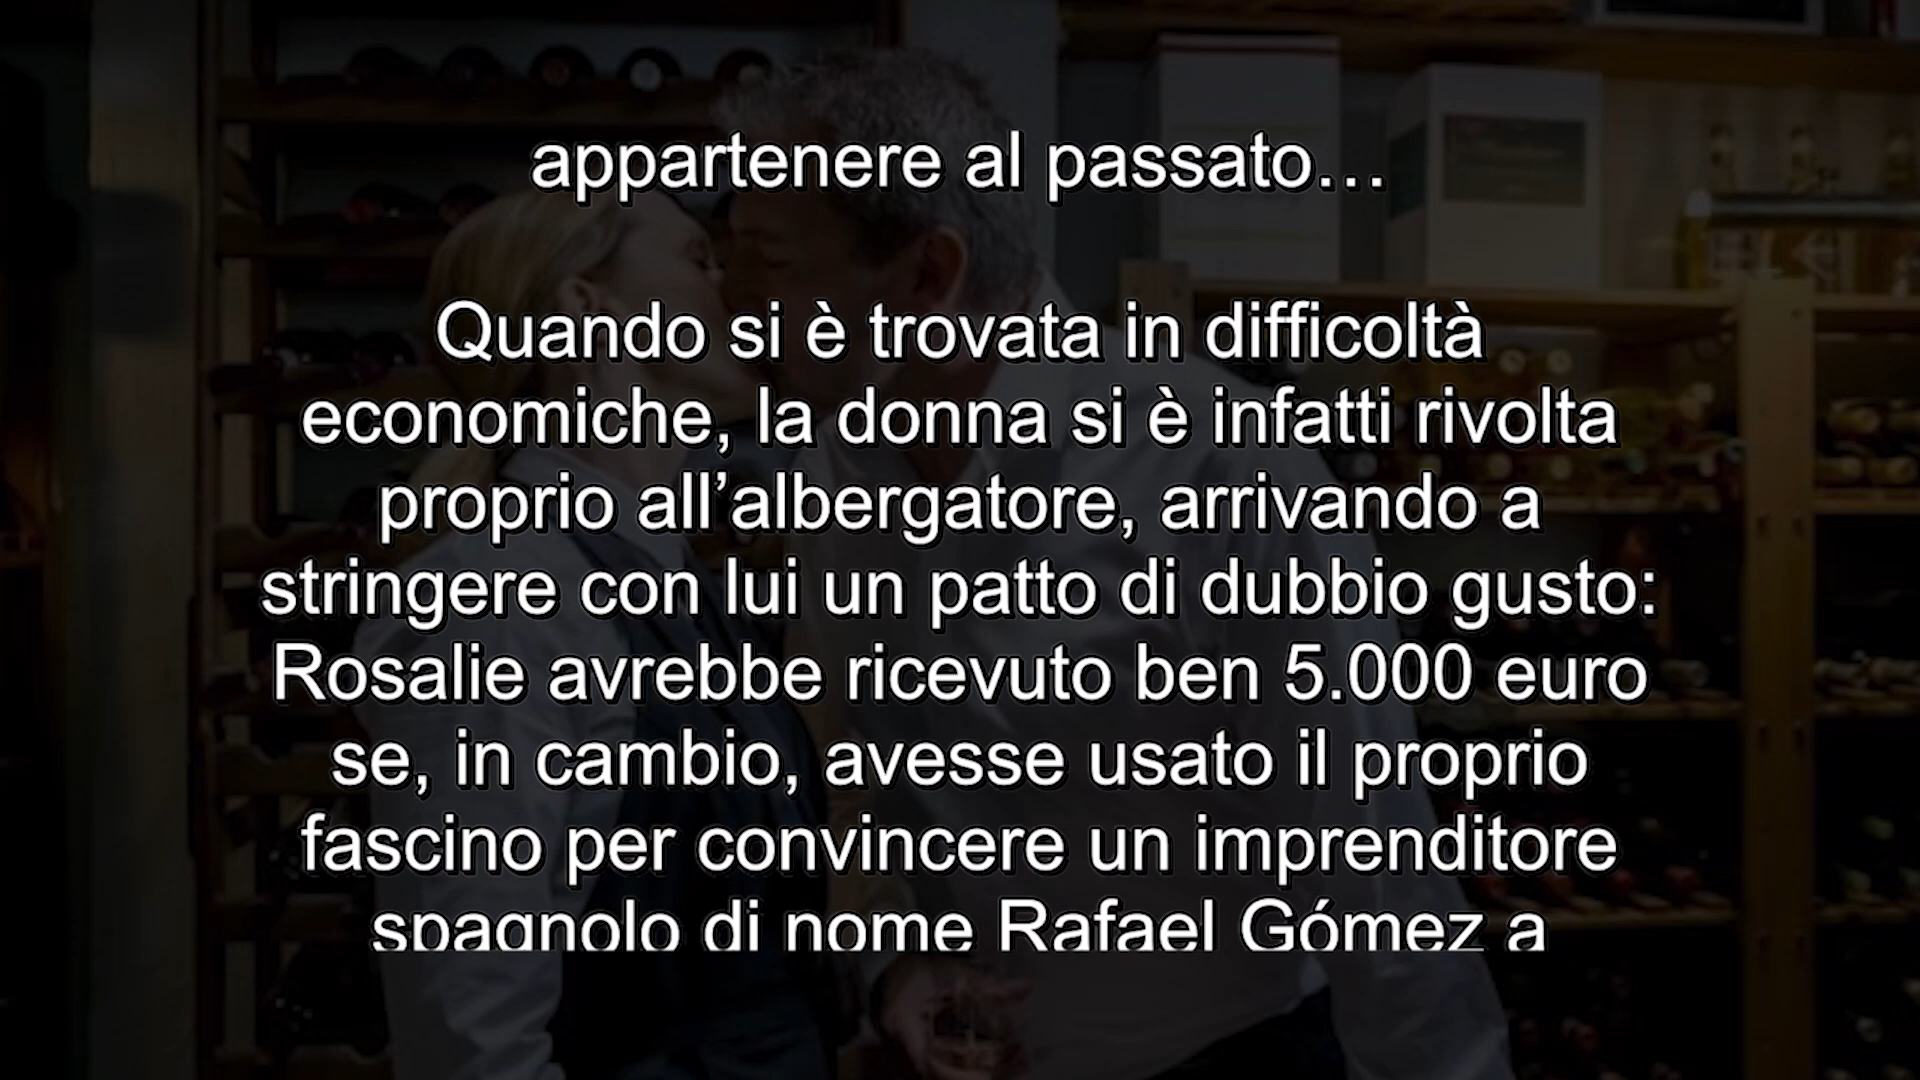 appartenere al passato…
Quando si è trovata in difficoltà
economiche, la donna si è infatti rivolta
proprio all’albergatore, arrivando a
stringere con lui un patto di dubbio gusto:
Rosalie avrebbe ricevuto ben 5.000 euro
se, in cambio, avesse usato il proprio
fascino per convincere un imprenditore
spagnolo di nome Rafael Gómez a